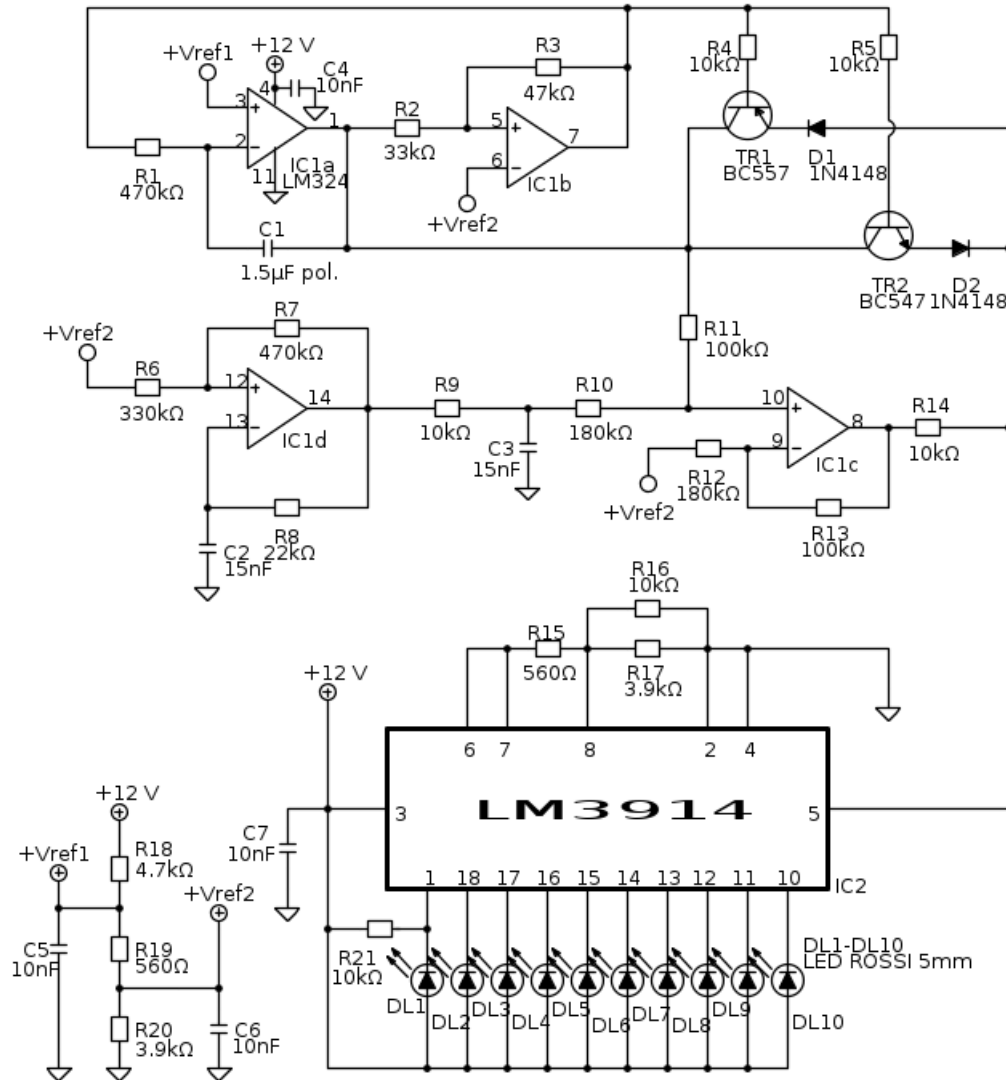 +Vref1
+12 V
C4
10nF
4
3
+
2
−
1
11
IC1a
LM324
R1
470kΩ
C1
1.5µF pol.
R2
33kΩ
R3
47kΩ
5
+
6
−
7
IC1b
+Vref2
R4
10kΩ
R5
10kΩ
TR1
BC557
D1
1N4148
TR2
BC547
D2
1N4148
+Vref2
R6
330kΩ
R7
470kΩ
12
+
13
−
14
IC1d
R8
22kΩ
C2
15nF
R9
10kΩ
C3
15nF
R10
180kΩ
R11
100kΩ
10
+
9
−
8
IC1c
R12
180kΩ
+Vref2
R13
100kΩ
R14
10kΩ
R16
10kΩ
R15
560Ω
R17
3.9kΩ
+12 V
6
7
8
2
4
3
LM3914
5
C7
10nF
1
18
17
16
15
14
13
12
11
10
IC2
R21
10kΩ
DL1
DL2
DL3
DL4
DL5
DL6
DL7
DL8
DL9
DL10
DL1-DL10
LED ROSSI 5mm
+12 V
+Vref1
R18
4.7kΩ
+Vref2
C5
10nF
R19
560Ω
R20
3.9kΩ
C6
10nF